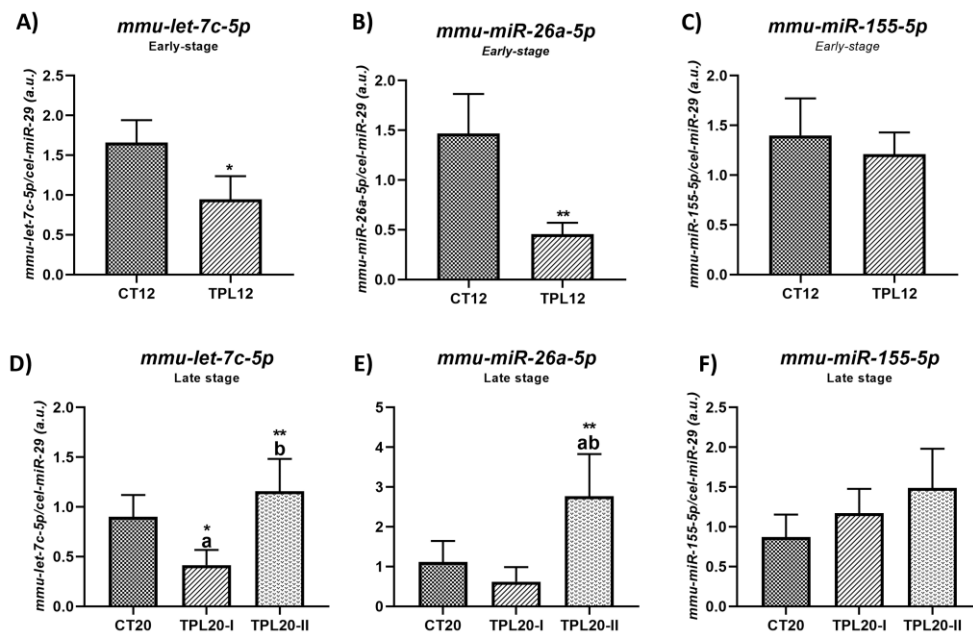 A) mmu-let-7c-5p
Early-stage
mmu-let-7c-5p/cel-miR-29 (a.u.)
2.5
2.0
1.5
1.0
0.5
0.0
*
CT12 TPL12
B) mmu-miR-26a-5p
Early-stage
mmu-miR-26a-5p/cel-miR-29 (a.u.)
2.0
1.5
1.0
0.5
0.0
**
CT12 TPL12
C) mmu-miR-155-5p
Early-stage
mmu-miR-155-5p/cel-miR-29 (a.u.)
2.0
1.5
1.0
0.5
0.0
CT12 TPL12
D) mmu-let-7c-5p
Late stage
mmu-let-7c-5p/cel-miR-29 (a.u.)
2.0
1.5
1.0
0.5
0.0
*
a
**
b
CT20 TPL20-I TPL20-II
E) mmu-miR-26a-5p
Late stage
mmu-miR-26a-5p/cel-miR-29 (a.u.)
5
4
3
2
1
0
**
ab
CT20 TPL20-I TPL20-II
F) mmu-miR-155-5p
Late stage
mmu-miR-155-5p/cel-miR-29 (a.u.)
2.5
2.0
1.5
1.0
0.5
0.0
CT20 TPL20-I TPL20-II